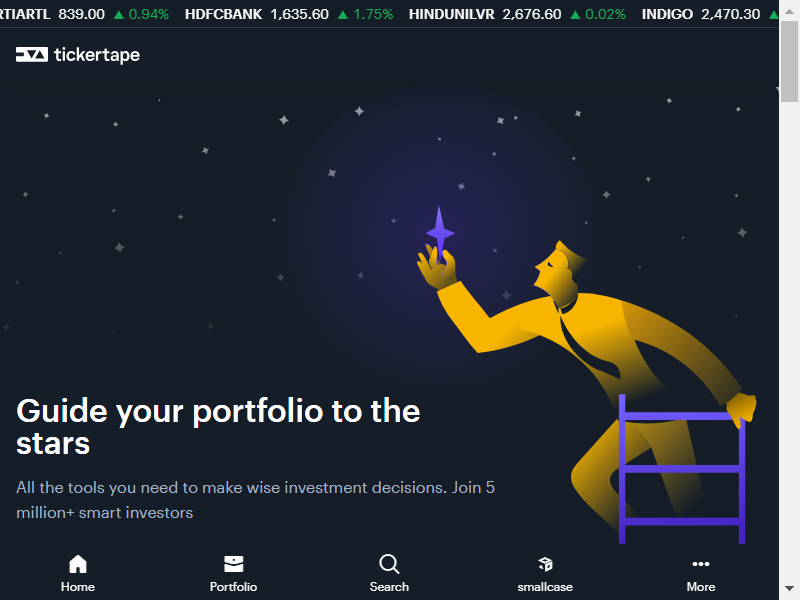 RTIARTL 839.00 ▲ 0.94% HDFCBANK 1,635.60 ▲ 1.75% HINDUNILVR 2,676.60 ▲ 0.02% INDIGO 2,470.30 ▲
tickertape
Guide your portfolio to the
stars
All the tools you need to make wise investment decisions. Join 5
million+ smart investors
Home Portfolio Search smallcase More